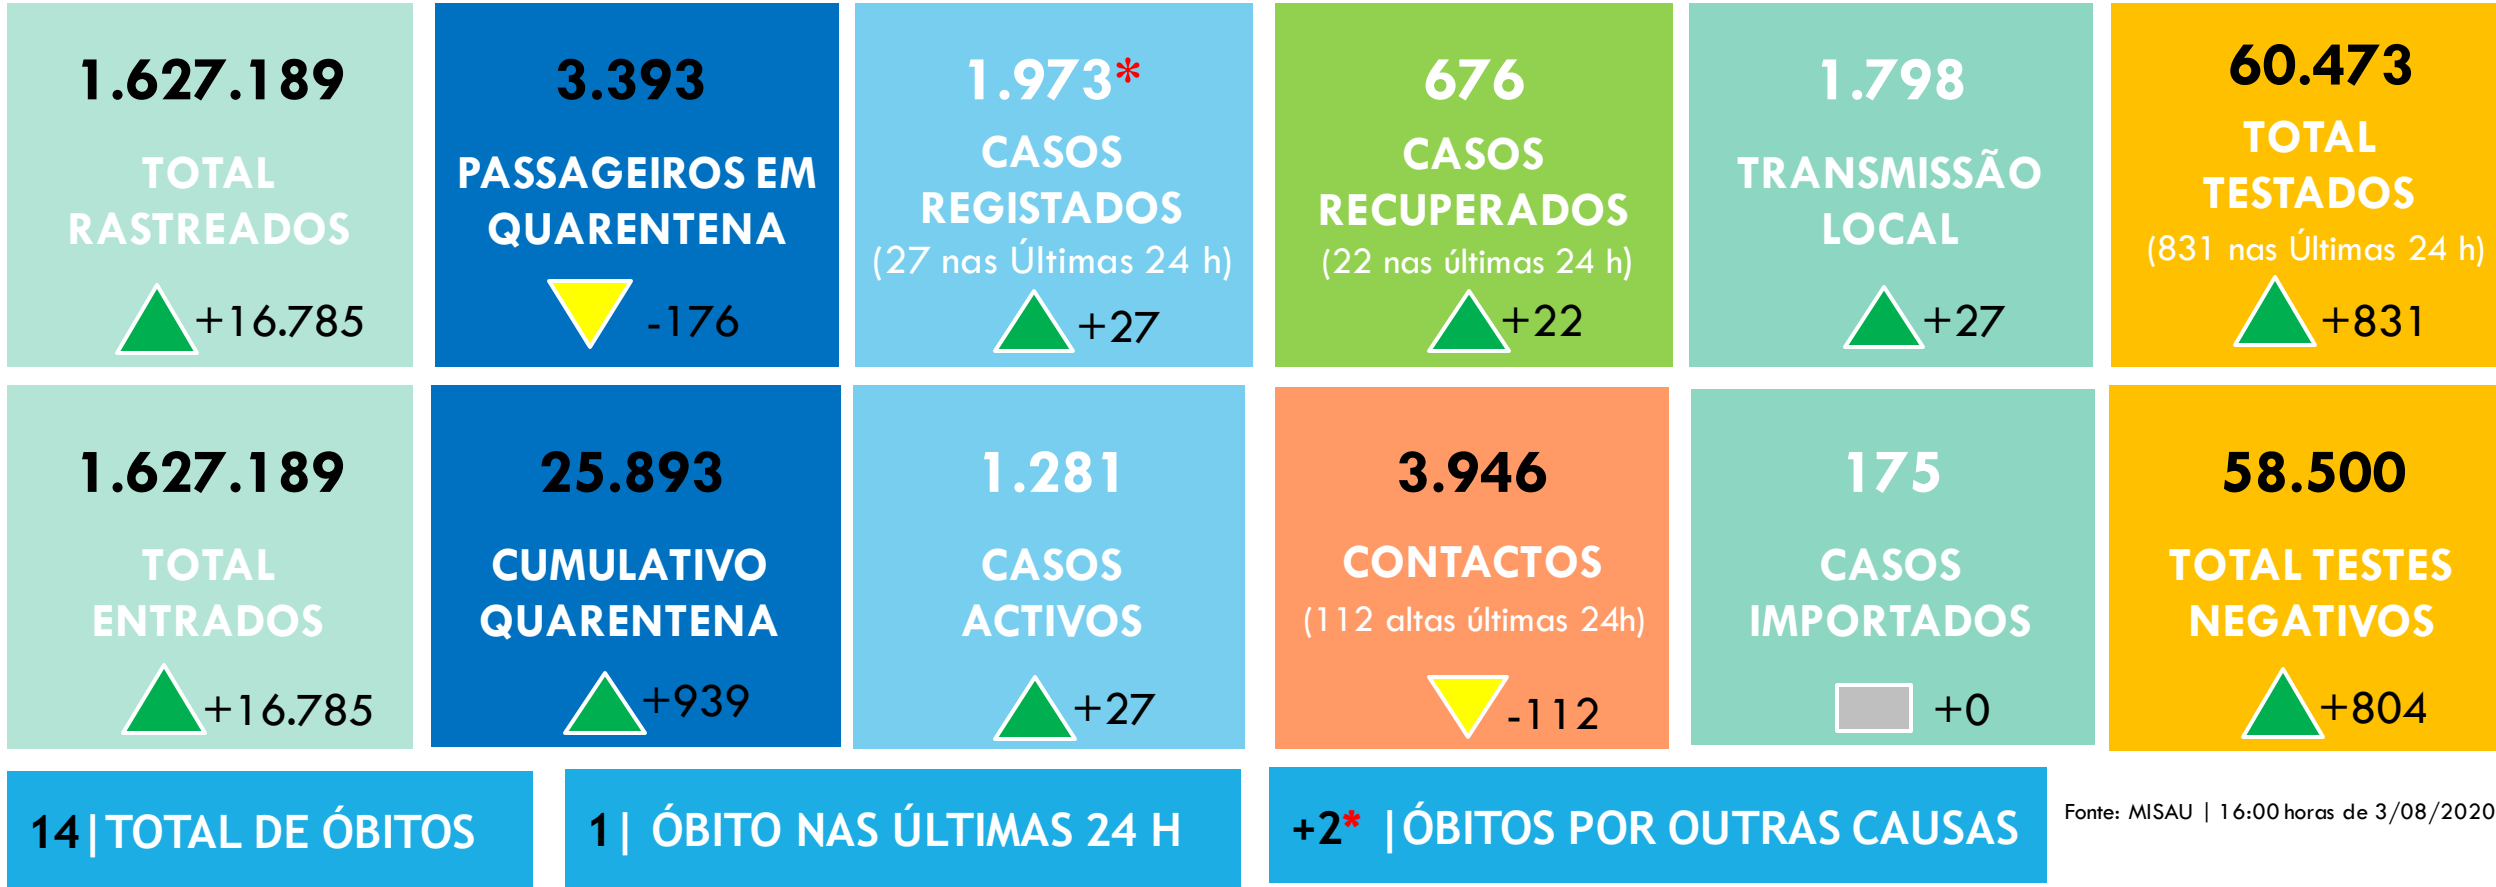 1.627.189
TOTAL
RASTREADOS
+16.785
3.393
PASSAGEIROS EM
QUARENTENA
-176
1.973*
CASOS
REGISTADOS
(27 nas Últimas 24 h)
+27
676
CASOS
RECUPERADOS
(22 nas últimas 24 h)
+22
1.798
TRANSMISSÃO
LOCAL
+27
60.473
TOTAL
TESTADOS
(831 nas Últimas 24 h)
+831
1.627.189
TOTAL
ENTRADOS
+16.785
25.893
CUMULATIVO
QUARENTENA
+939
1.281
CASOS
ACTIVOS
+27
3.946
CONTACTOS
(112 altas últimas 24h)
-112
175
CASOS
IMPORTADOS
+0
58.500
TOTAL TESTES
NEGATIVOS
+804
14|TOTAL DE ÓBITOS
1| ÓBITO NAS ÚLTIMAS 24 H
+2* |ÓBITOS POR OUTRAS CAUSAS
Fonte: MISAU | 16:00 horas de 3/08/2020